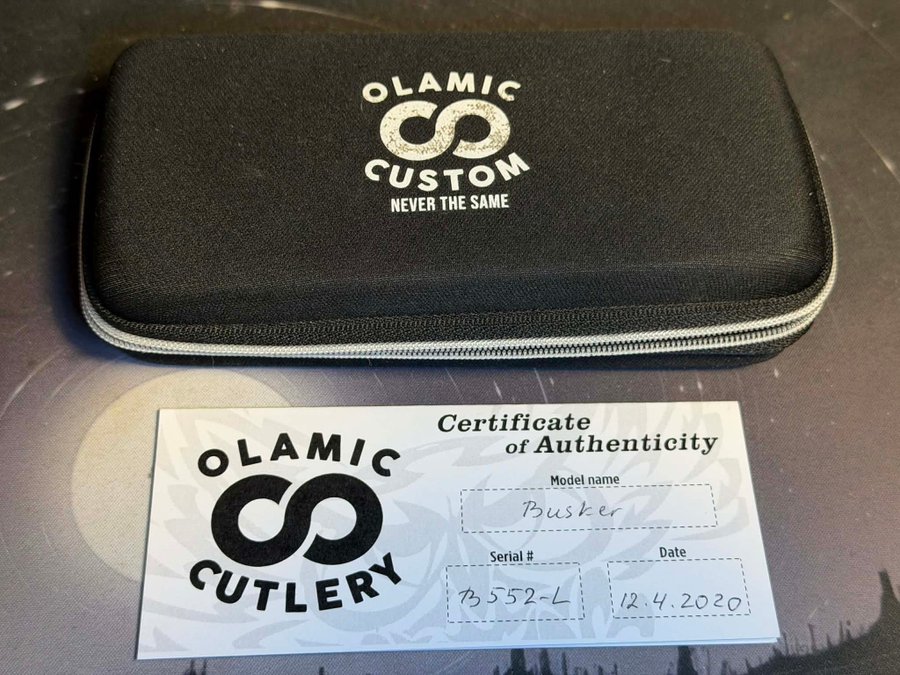 OLAMIC
CUSTOM
NEVER THE SAME
Certificate
of Authenticity
OLAMIC
CUTLERY
Model name
Busker
Serial #
Date
B552-L
12.4.2020